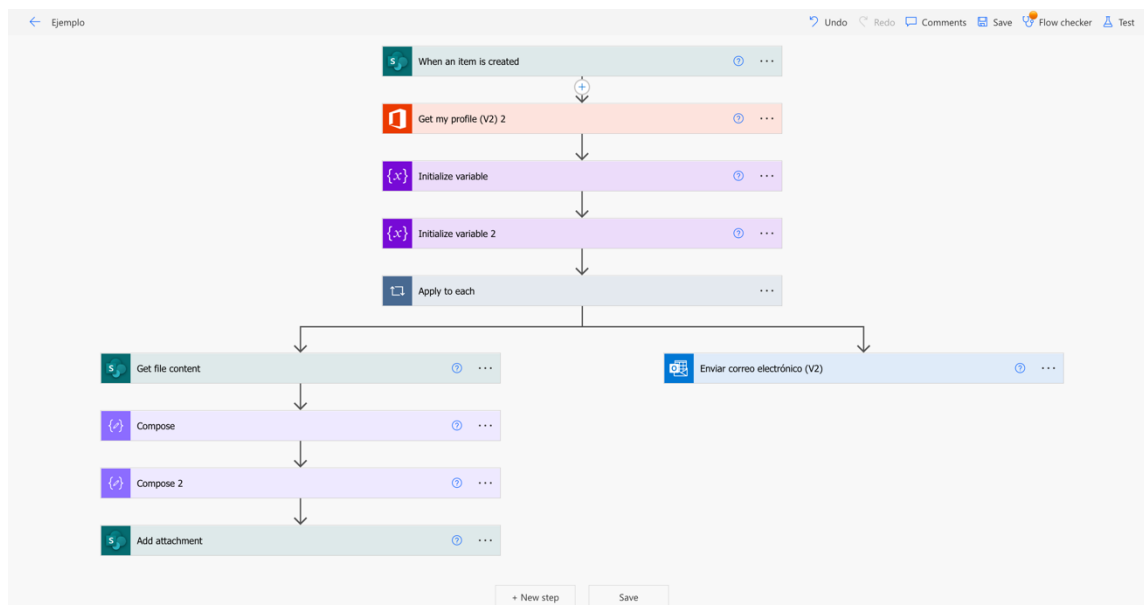 Ejemplo
Undo Redo Comments Save Flow checker Test
When an item is created
Get my profile (V2) 2
{x} Initialize variable
{x} Initialize variable 2
Apply to each
Get file content
Enviar correo electrónico (V2)
Compose
Compose 2
Add attachment
+ New step Save